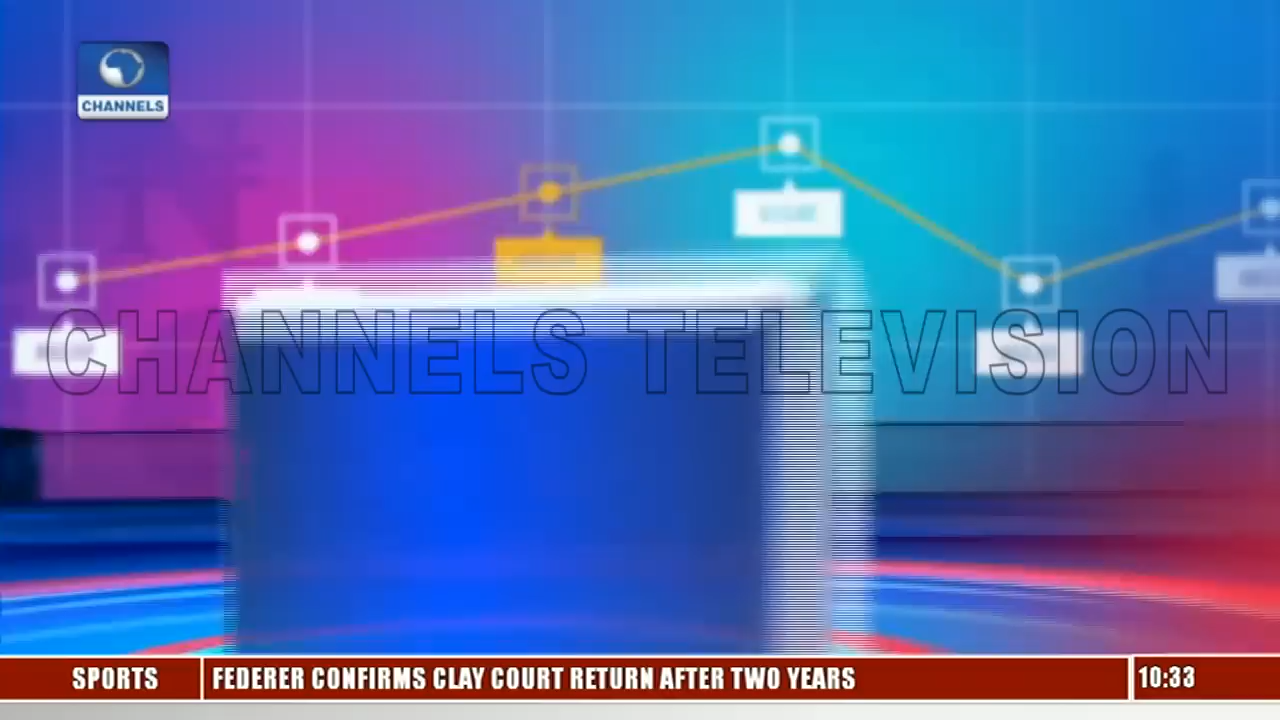 CHANNELS
CHANNELS TELEVISION
SPORTS
FEDERER CONFIRMS CLAY COURT RETURN AFTER TWO YEARS
10:33